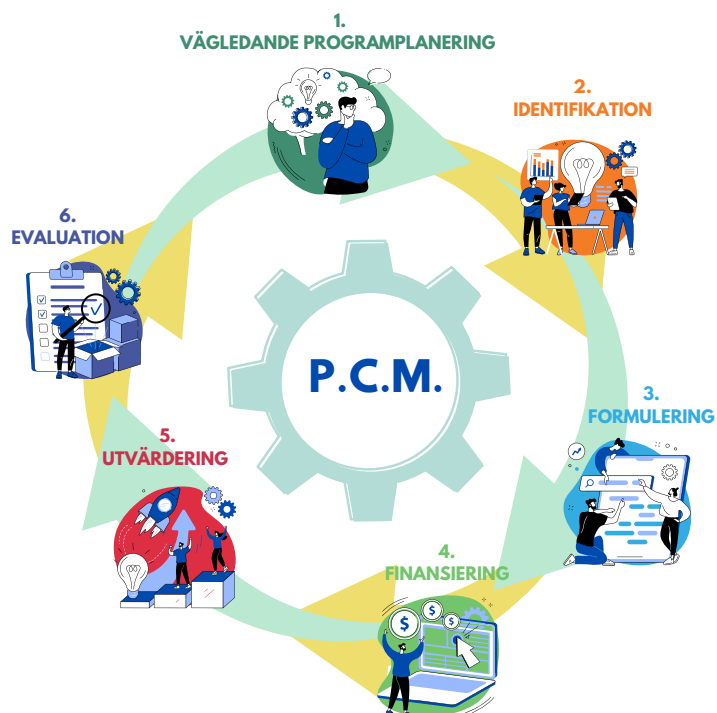 1.
VÄGLEDANDE PROGRAMPLANERING
2.
IDENTIFIKATION
3.
FORMULERING
4.
FINANSIERING
5.
UTVÄRDERING
6.
EVALUATION
P.C.M.
$
$
$